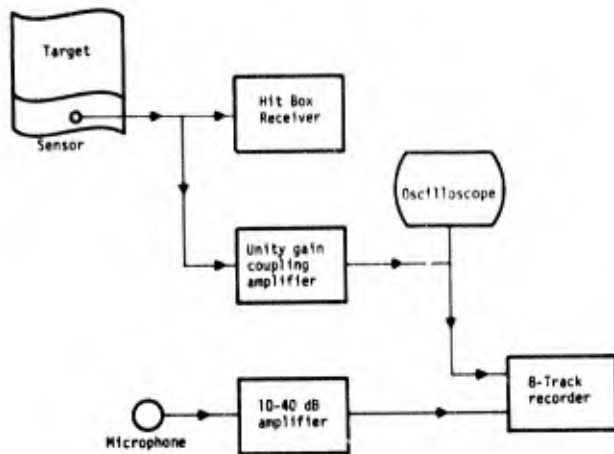 Target
Sensor
Hit Box
Receiver
Oscilloscope
Unity gain
coupling
amplifier
8-Track
recorder
10-40 dB
amplifier
Microphone